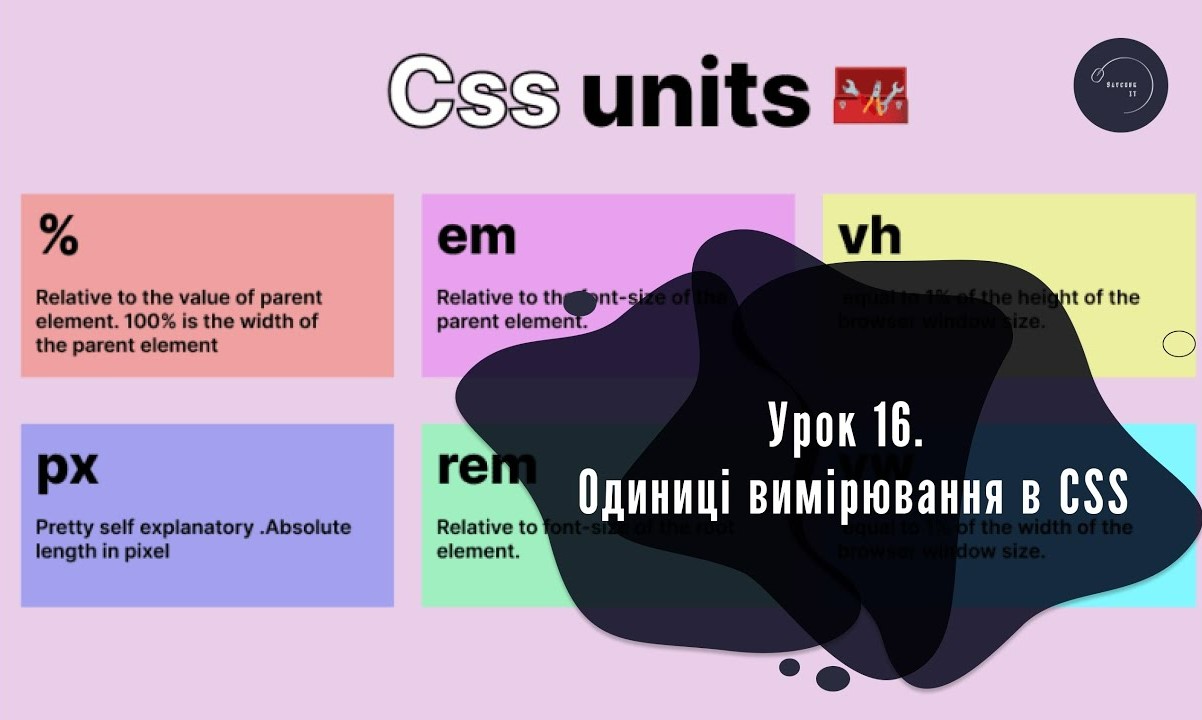 Css units
Saycong
IT
%
Relative to the value of parent
element. 100% is the width of
the parent element
em
Relative to the font-size of the
parent element.
vh
equal to 1% of the height of the
browser window size.
px
Pretty self explanatory .Absolute
length in pixel
rem
Relative to font-size of the root
element.
vw
equal to 1% of the width of the
browser window size.
Урок 16.
Одиниці вимірювання в CSS